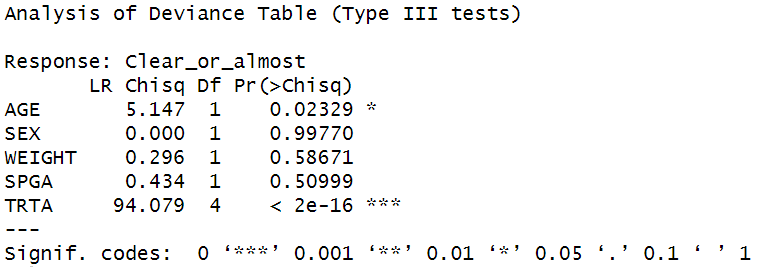 Analysis of Deviance Table (Type III tests)
Response: Clear_or_almost
LR Chisq Df Pr(>Chisq)
AGE 5.147 1 0.02329 *
SEX 0.000 1 0.99770
WEIGHT 0.296 1 0.58671
SPGA 0.434 1 0.50999
TRTA 94.079 4 < 2e-16 ***
---
Signif. codes: 0 ‘***’ 0.001 ‘**’ 0.01 ‘*’ 0.05 ‘.’ 0.1 ‘ ’ 1